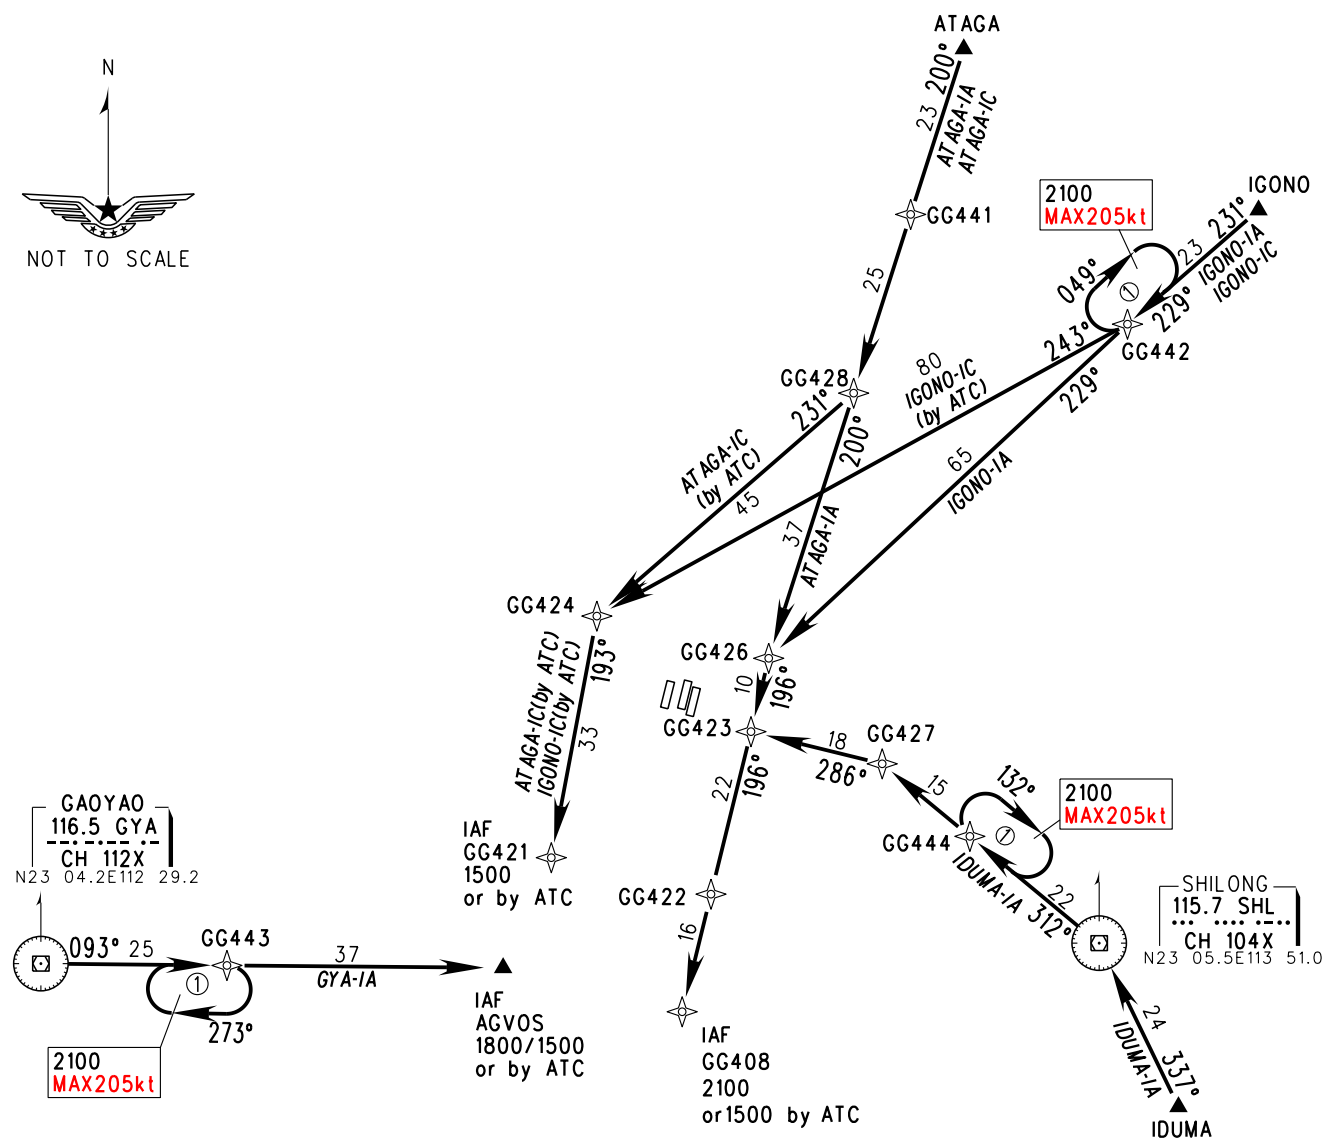 ATAGA
200°
23
ATAGA-1A
ATAGA-1C
N
NOT TO SCALE
GG441
2100
MAX205kt
IGONO
231°
23
IGONO-1A
IGONO-1C
049°
1
229°
GG442
25
243°
80
IGONO-1C
(by ATC)
229°
GG428
231°
200°
ATAGA-1C
(by ATC)
45
65
IGONO-1A
37
ATAGA-1A
GG424
193°
ATAGA-1C(by ATC)
IGONO-1C(by ATC)
33
GG426
10
196°
GG423
18
286°
GG427
22
196°
15
132°
2100
MAX205kt
GG444
1
IDUMA-1A
312°
22
GAOYAO
116.5 GYA
CH 112X
N23 04.2E112 29.2
IAF
GG421
1500
or by ATC
GG422
16
SHILONG
115.7 SHL
CH 104X
N23 05.5E113 51.0
093°
25
GG443
37
GYA-1A
1
273°
2100
MAX205kt
IAF
AGVOS
1800/1500
or by ATC
IAF
GG408
2100
or1500 by ATC
24
337°
IDUMA-1A
IDUMA